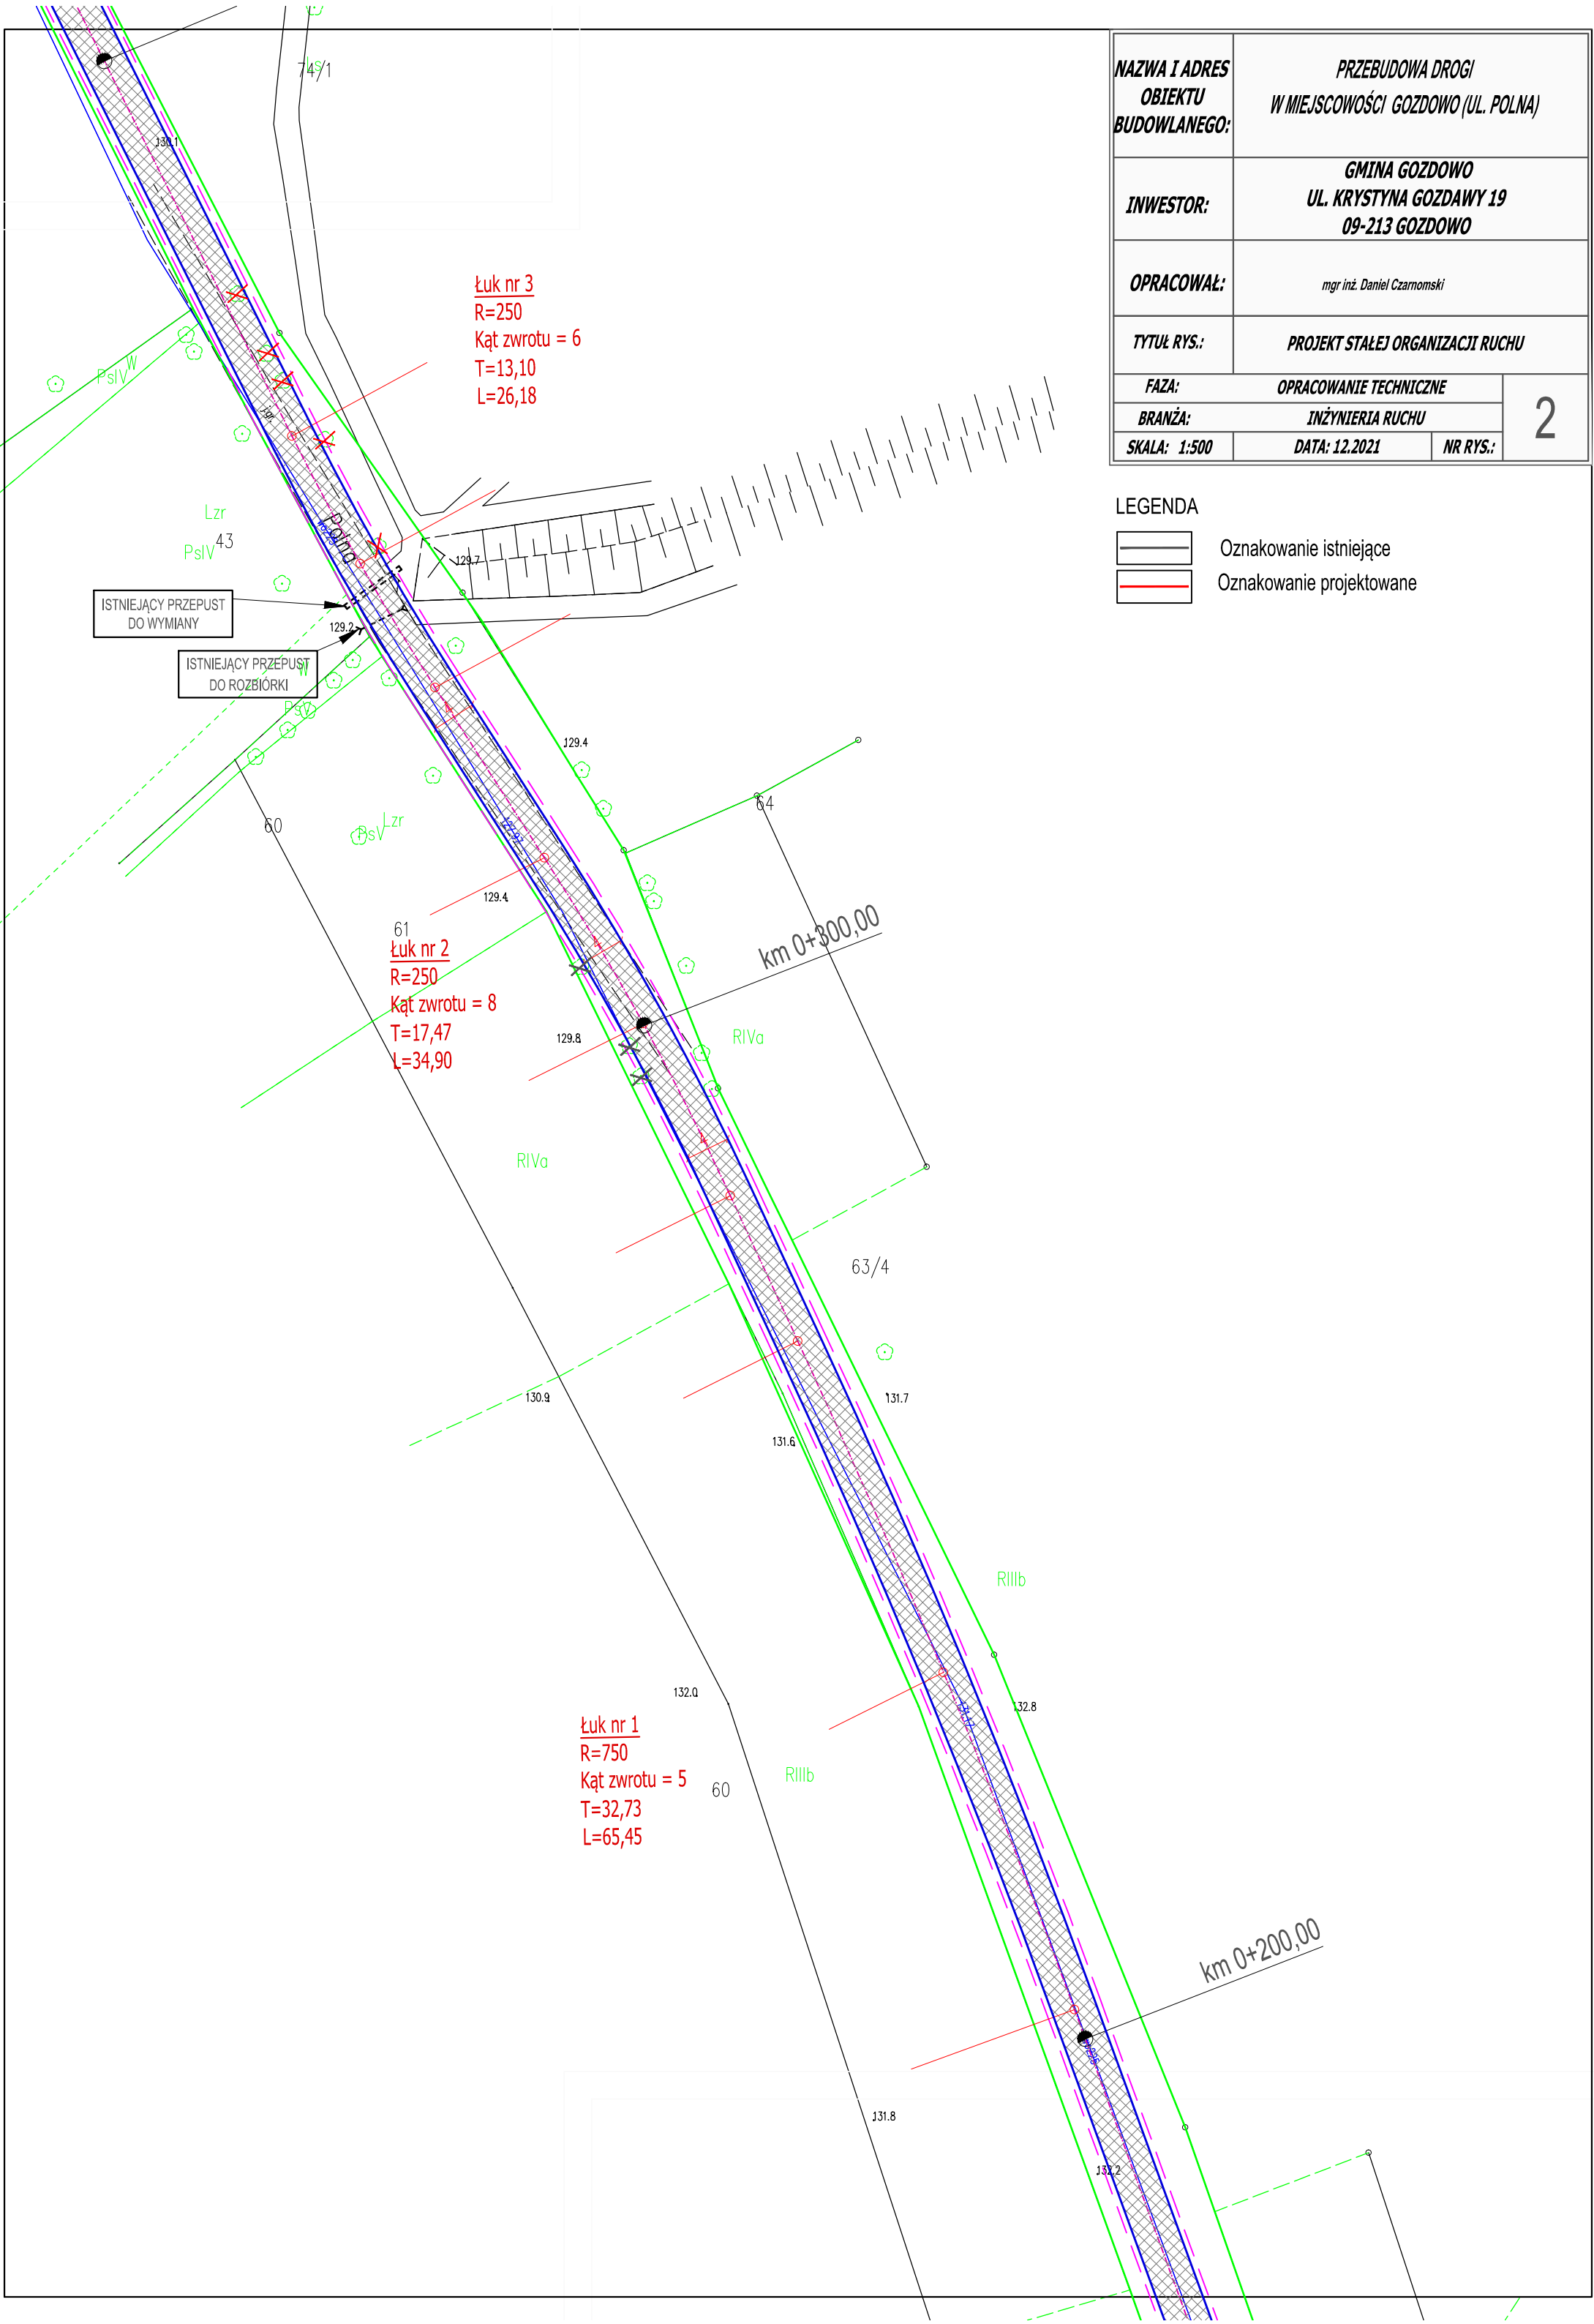 NAZWA I ADRES
OBIEKTU
BUDOWLANEGO:
PRZEBUDOWA DROGI
W MIEJSCOWOŚCI GOZDOWO (UL. POLNA)
INWESTOR:
GMINA GOZDOWO
UL. KRYSTYNA GOZDAWY 19
09-213 GOZDOWO
OPRACOWAŁ:
mgr inż. Daniel Czarnomski
TYTUŁ RYS.:
PROJEKT STAŁEJ ORGANIZACJI RUCHU
FAZA:
OPRACOWANIE TECHNICZNE
BRANŻA:
INŻYNIERIA RUCHU
SKALA: 1:500
DATA: 12.2021
NR RYS.:
2
LEGENDA
Oznakowanie istniejące
Oznakowanie projektowane
74/1
130.1
Łuk nr 3
R=250
Kąt zwrotu = 6
T=13,10
L=26,18
W
PsIV
Lzr
PsIV
43
Polna
129.7
ISTNIEJĄCY PRZEPUST
DO WYMIANY
129.2
ISTNIEJĄCY PRZEPUST
DO ROZBIÓRKI
W
PsV
129.4
64
60
PsV
Lzr
129.4
61
Łuk nr 2
R=250
Kąt zwrotu = 8
T=17,47
L=34,90
km 0+300,00
129.8
RIVa
RIVa
63/4
130.9
131.7
131.6
RIIIb
132.0
132.8
131.17
Łuk nr 1
R=750
Kąt zwrotu = 5
T=32,73
L=65,45
60
RIIIb
km 0+200,00
131.8
132.2